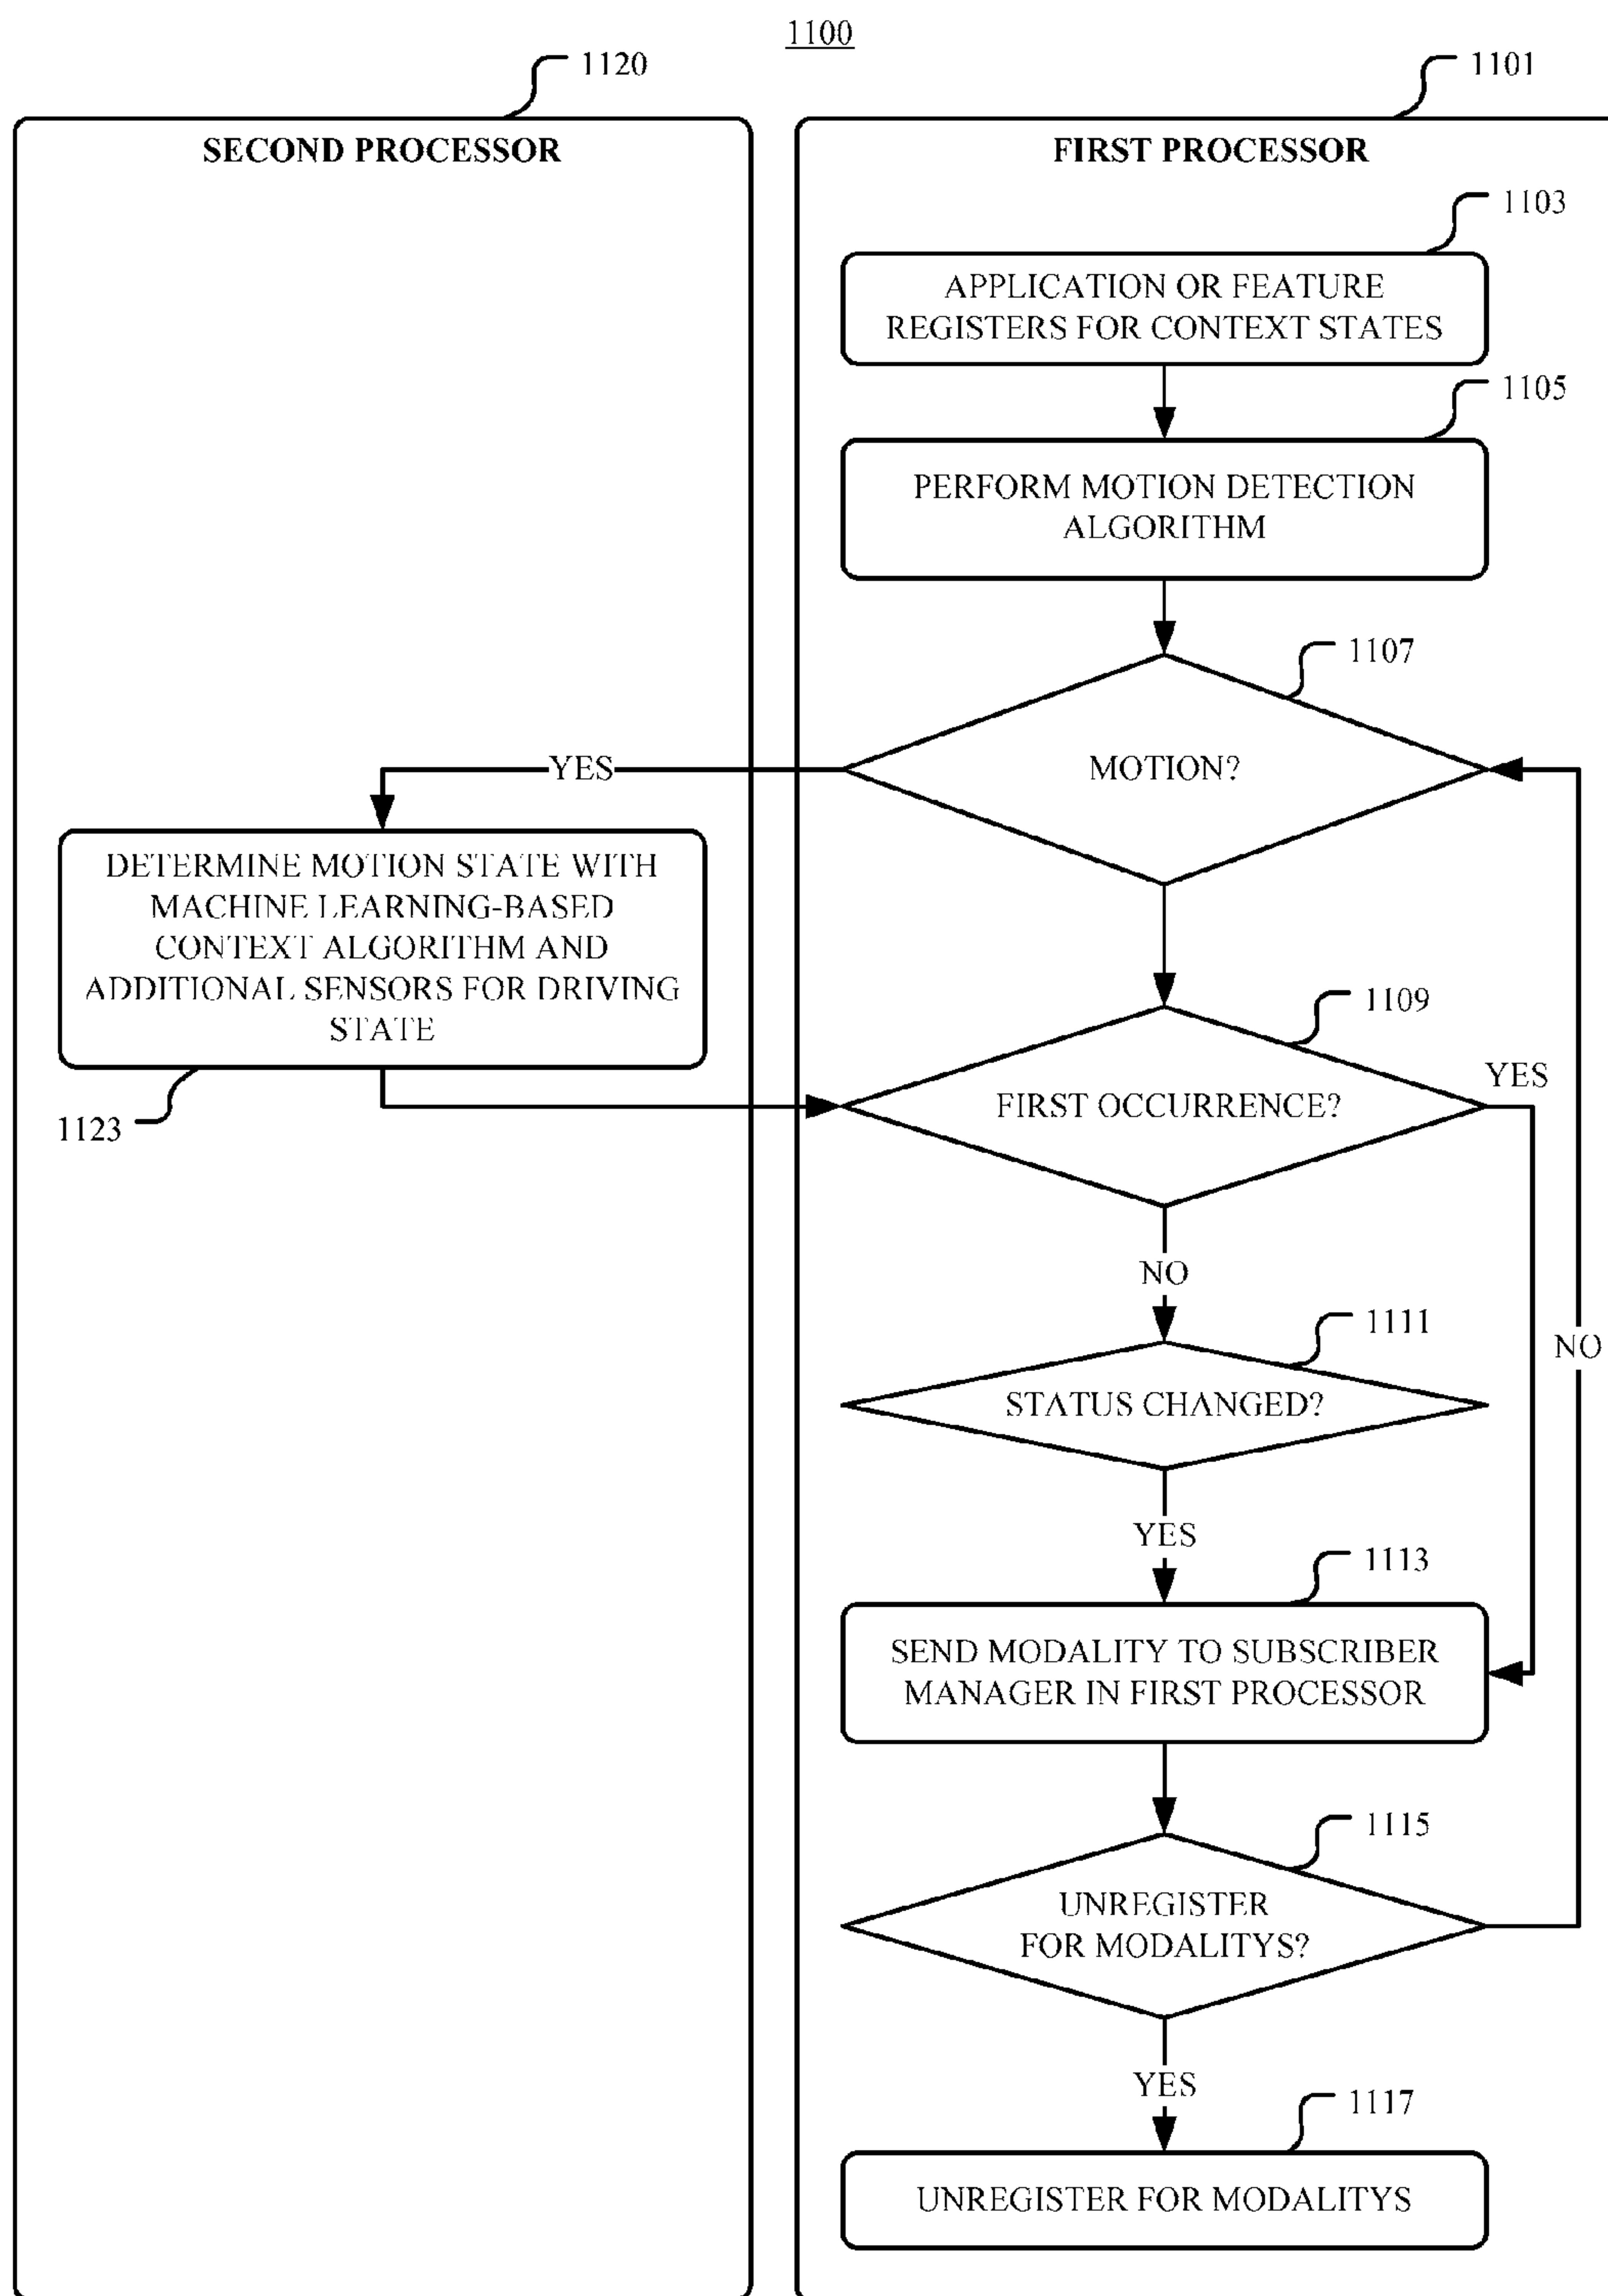 1100
1120
1101
SECOND PROCESSOR
FIRST PROCESSOR
1103
APPLICATION OR FEATURE
REGISTERS FOR CONTEXT STATES
1105
PERFORM MOTION DETECTION
ALGORITHM
1107
MOTION?
YES
DETERMINE MOTION STATE WITH
MACHINE LEARNING-BASED
CONTEXT ALGORITHM AND
ADDITIONAL SENSORS FOR DRIVING
STATE
1123
1109
FIRST OCCURRENCE?
YES
NO
1111
STATUS CHANGED?
NO
YES
1113
SEND MODALITY TO SUBSCRIBER
MANAGER IN FIRST PROCESSOR
1115
UNREGISTER
FOR MODALITYS?
YES
1117
UNREGISTER FOR MODALITYS